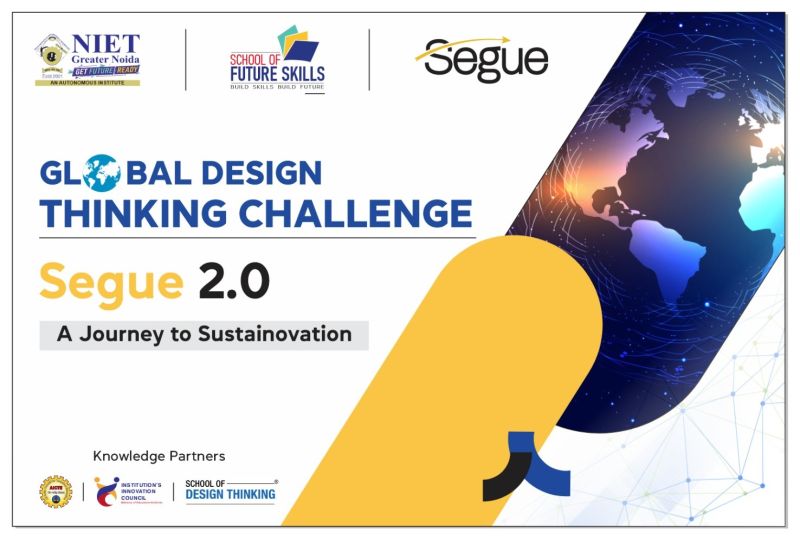 NIET
Greater Noida
GET FUTURE READY
AN AUTONOMOUS INSTITUTE
SCHOOL OF
FUTURE SKILLS
BUILD SKILLS BUILD FUTURE
Segue
GLOBAL DESIGN
THINKING CHALLENGE
Segue 2.0
A Journey to Sustainovation
Knowledge Partners
AICTE
INSTITUTION'S
INNOVATION
COUNCIL
SCHOOL OF
DESIGN THINKING